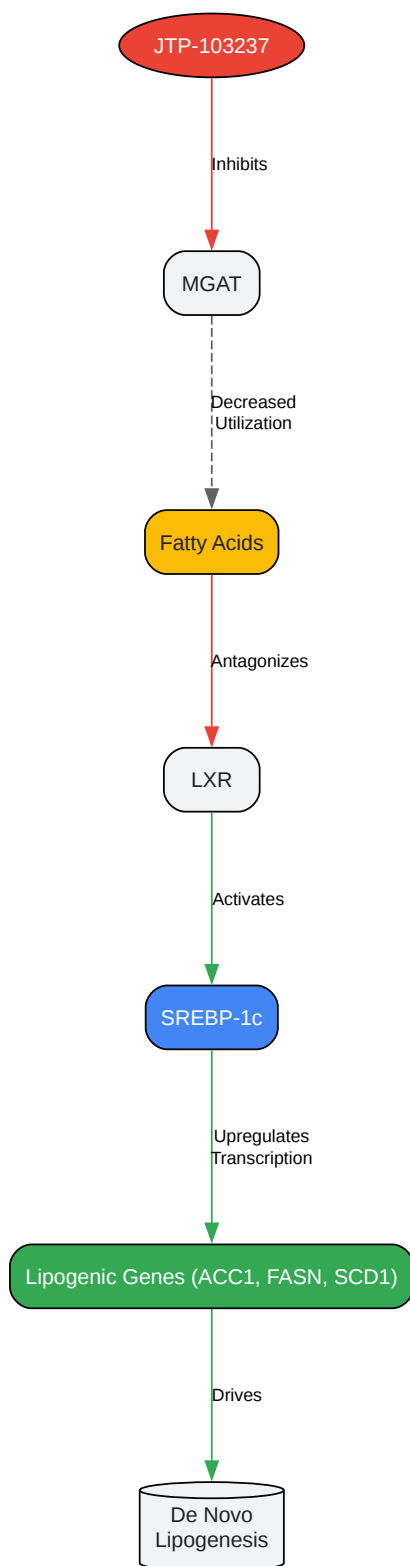 JTP-103237
Inhibits
MGAT
Decreased
Utilization
Fatty Acids
Antagonizes
LXR
Activates
SREBP-1c
Upregulates
Transcription
Lipogenic Genes (ACC1, FASN, SCD1)
Drives
De Novo
Lipogenesis